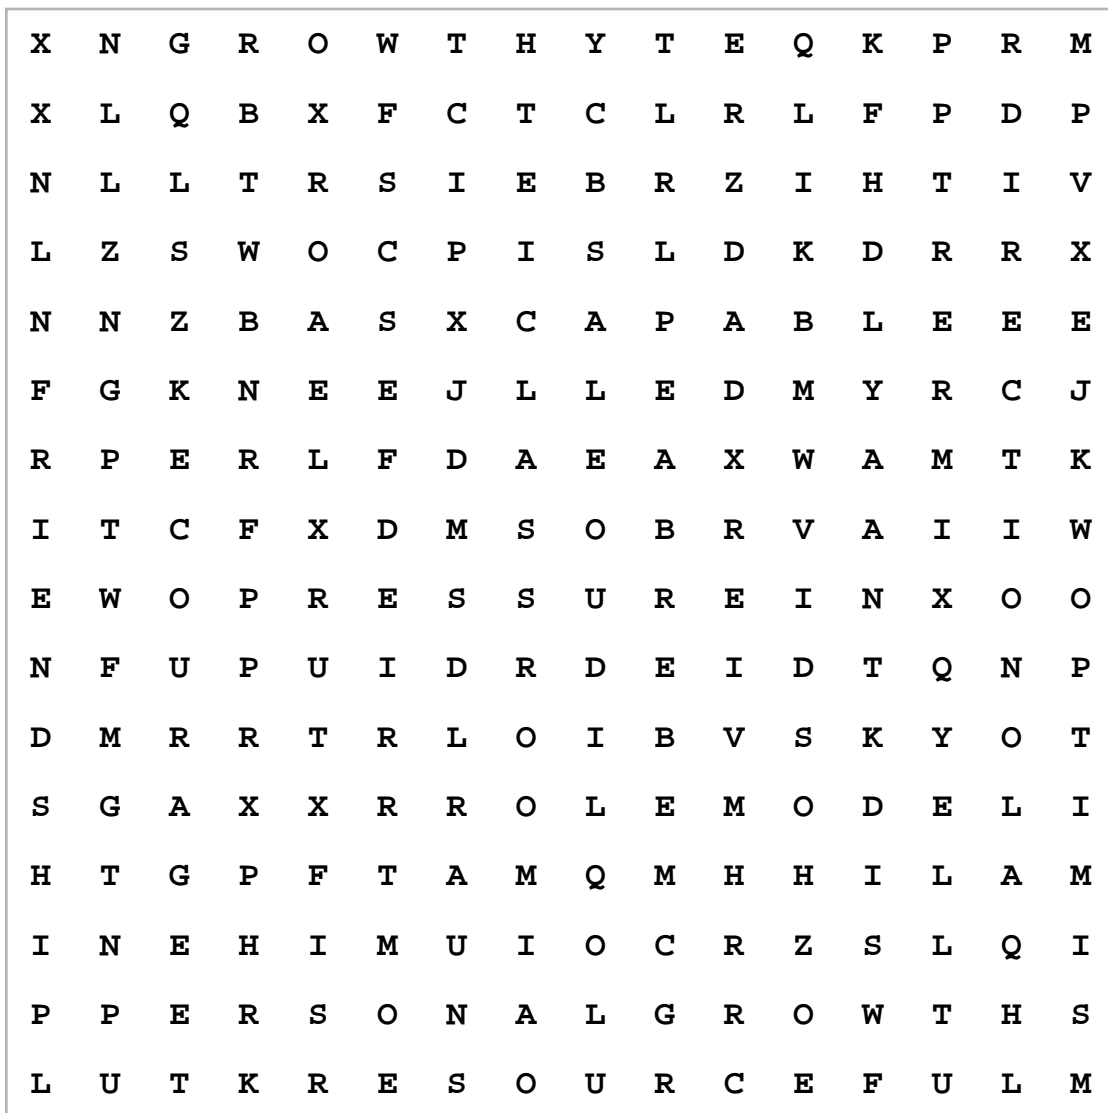 X N G R O W T H Y T E Q K P R M
X L Q B X F C T C L R L F P D P
N L L T R S I E B R Z I H T I V
L Z S W O C P I S L D K D R R X
N N Z B A S X C A P A B L E E E
F G K N E E J L L E D M Y R C J
R P E R L F D A E A X W A M T K
I T C F X D M S O B R V A I I W
E W O P R E S S U R E I N X O O
N F U P U I D R D E I D T Q N P
D M R R T R L O I B V S K Y O T
S G A X X R R O L E M O D E L I
H T G P F T A M Q M H H I L A M
I N E H I M U I O C R Z S L Q I
P P E R S O N A L G R O W T H S
L U T K R E S O U R C E F U L M